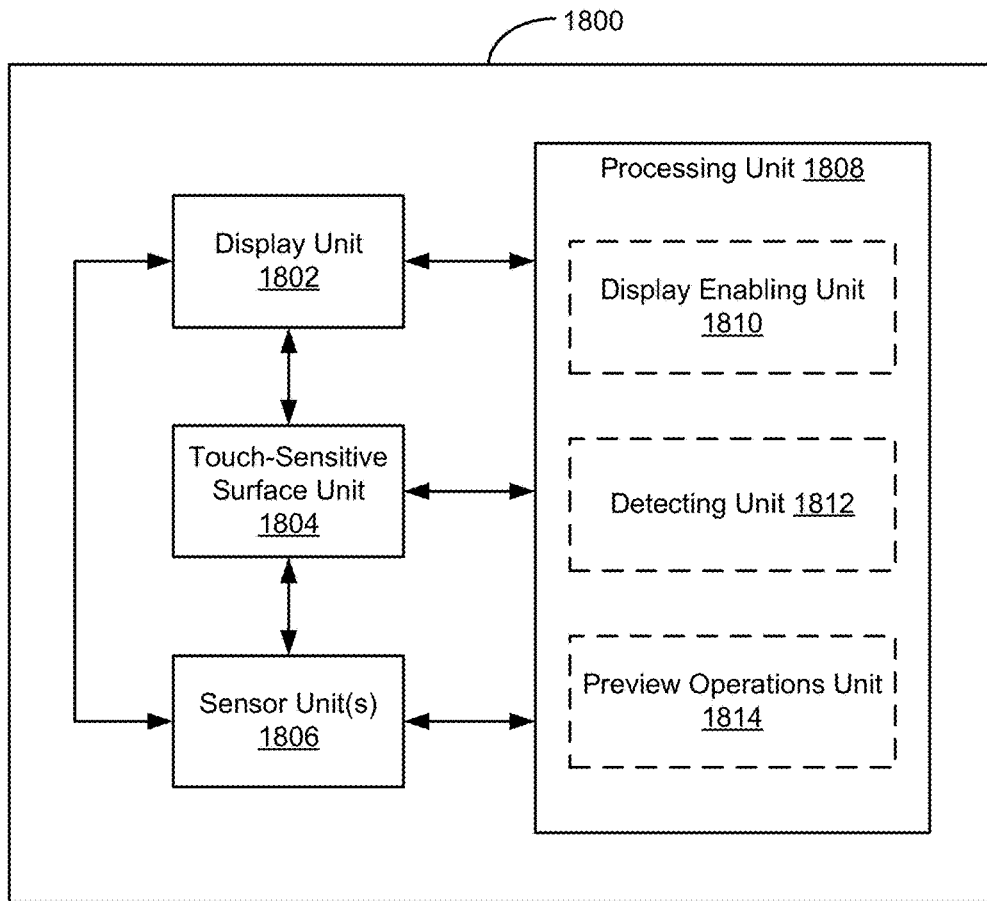 1800
Processing Unit 1808
Display Unit
1802
Display Enabling Unit
1810
Touch-Sensitive
Surface Unit
1804
Detecting Unit 1812
Sensor Unit(s)
1806
Preview Operations Unit
1814